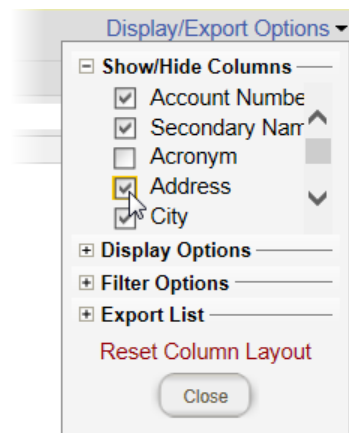 Display/Export Options
Show/Hide Columns
Account Numbe
Secondary Nam
Acronym
Address
City
Display Options
Filter Options
Export List
Reset Column Layout
Close